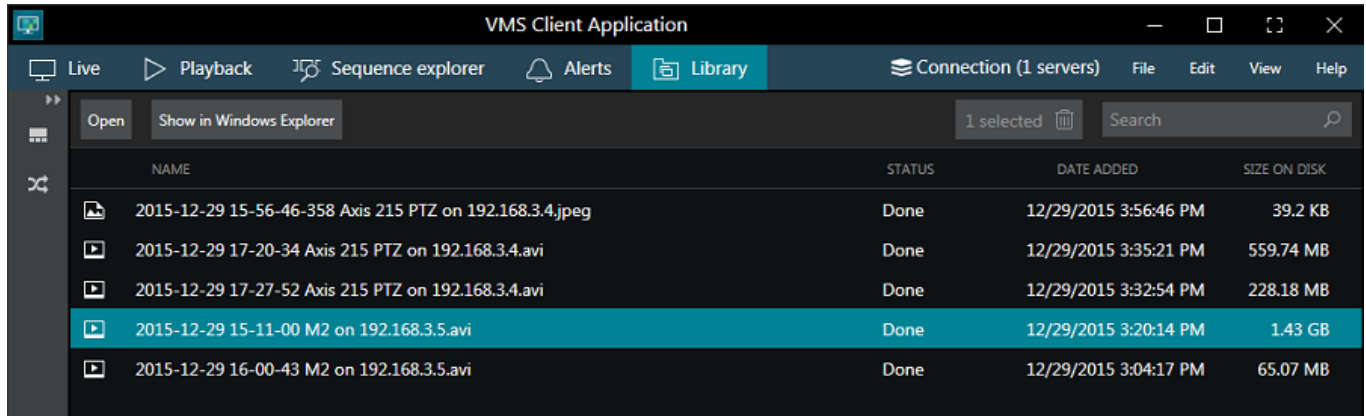 VMS Client Application
Live Playback Sequence explorer Alerts Library Connection (1 servers) File Edit View Help
Open Show in Windows Explorer 1 selected Search
NAME STATUS DATE ADDED SIZE ON DISK
2015-12-29 15-56-46-358 Axis 215 PTZ on 192.168.3.4.jpeg Done 12/29/2015 3:56:46 PM 39.2 KB
2015-12-29 17-20-34 Axis 215 PTZ on 192.168.3.4.avi Done 12/29/2015 3:35:21 PM 559.74 MB
2015-12-29 17-27-52 Axis 215 PTZ on 192.168.3.4.avi Done 12/29/2015 3:32:54 PM 228.18 MB
2015-12-29 15-11-00 M2 on 192.168.3.5.avi Done 12/29/2015 3:20:14 PM 1.43 GB
2015-12-29 16-00-43 M2 on 192.168.3.5.avi Done 12/29/2015 3:04:17 PM 65.07 MB